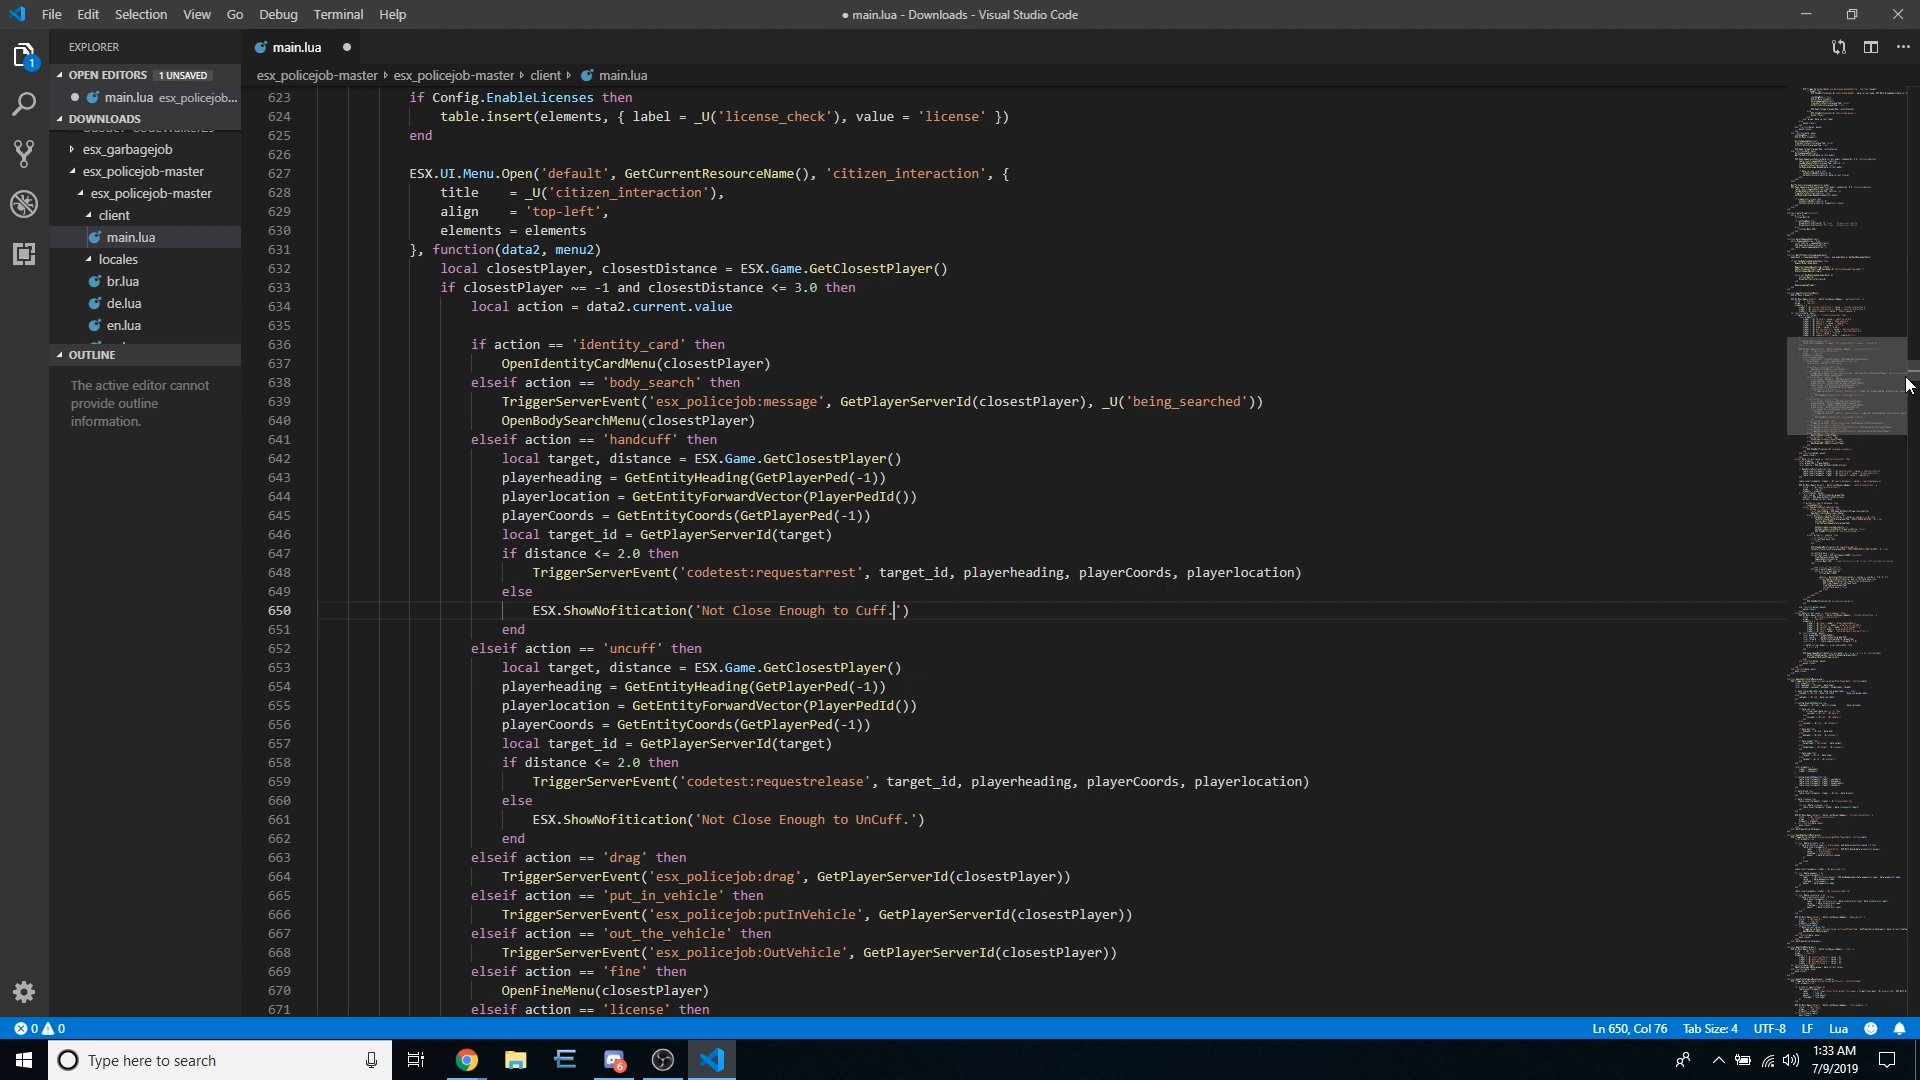 File Edit Selection View Go Debug Terminal Help
● main.lua - Downloads - Visual Studio Code
EXPLORER
main.lua
OPEN EDITORS 1 UNSAVED
main.lua esx_policejob...
DOWNLOADS
esx_garbagejob
esx_policejob-master
esx_policejob-master
client
main.lua
locales
br.lua
de.lua
en.lua
OUTLINE
The active editor cannot
provide outline
information.
esx_policejob-master esx_policejob-master client main.lua
623 if Config.EnableLicenses then
624 table.insert(elements, { label = _U('license_check'), value = 'license' })
625 end
626
627 ESX.UI.Menu.Open('default', GetCurrentResourceName(), 'citizen_interaction', {
628 title    = _U('citizen_interaction'),
629 align    = 'top-left',
630 elements = elements
631 }, function(data2, menu2)
632 local closestPlayer, closestDistance = ESX.Game.GetClosestPlayer()
633 if closestPlayer ~= -1 and closestDistance <= 3.0 then
634 local action = data2.current.value
635
636 if action == 'identity_card' then
637 OpenIdentityCardMenu(closestPlayer)
638 elseif action == 'body_search' then
639 TriggerServerEvent('esx_policejob:message', GetPlayerServerId(closestPlayer), _U('being_searched'))
640 OpenBodySearchMenu(closestPlayer)
641 elseif action == 'handcuff' then
642 local target, distance = ESX.Game.GetClosestPlayer()
643 playerheading = GetEntityHeading(GetPlayerPed(-1))
644 playerlocation = GetEntityForwardVector(PlayerPedId())
645 playerCoords = GetEntityCoords(GetPlayerPed(-1))
646 local target_id = GetPlayerServerId(target)
647 if distance <= 2.0 then
648 TriggerServerEvent('codetest:requestarrest', target_id, playerheading, playerCoords, playerlocation)
649 else
650 ESX.ShowNofitication('Not Close Enough to Cuff.')
651 end
652 elseif action == 'uncuff' then
653 local target, distance = ESX.Game.GetClosestPlayer()
654 playerheading = GetEntityHeading(GetPlayerPed(-1))
655 playerlocation = GetEntityForwardVector(PlayerPedId())
656 playerCoords = GetEntityCoords(GetPlayerPed(-1))
657 local target_id = GetPlayerServerId(target)
658 if distance <= 2.0 then
659 TriggerServerEvent('codetest:requestrelease', target_id, playerheading, playerCoords, playerlocation)
660 else
661 ESX.ShowNofitication('Not Close Enough to UnCuff.')
662 end
663 elseif action == 'drag' then
664 TriggerServerEvent('esx_policejob:drag', GetPlayerServerId(closestPlayer))
665 elseif action == 'put_in_vehicle' then
666 TriggerServerEvent('esx_policejob:putInVehicle', GetPlayerServerId(closestPlayer))
667 elseif action == 'out_the_vehicle' then
668 TriggerServerEvent('esx_policejob:OutVehicle', GetPlayerServerId(closestPlayer))
669 elseif action == 'fine' then
670 OpenFineMenu(closestPlayer)
671 elseif action == 'license' then
0 0
Ln 650, Col 76 Tab Size: 4 UTF-8 LF Lua
Type here to search
1:33 AM
7/9/2019